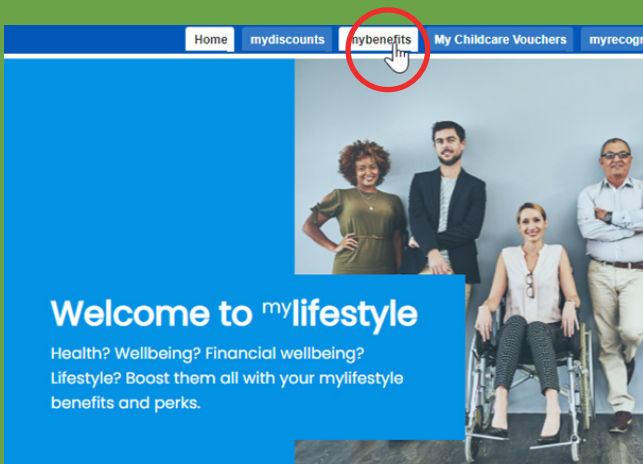 Home mydiscounts mybenefits My Childcare Vouchers myrecogn
Welcome to mylifestyle
Health? Wellbeing? Financial wellbeing?
Lifestyle? Boost them all with your mylifestyle
benefits and perks.